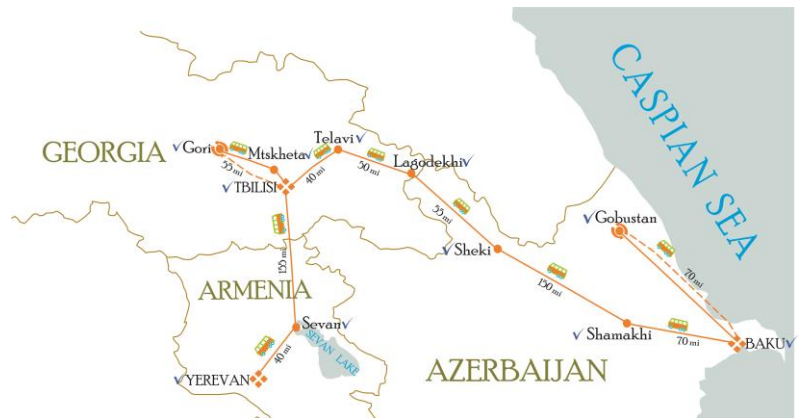 CASPIAN SEA
GEORGIA
Gori
Mtskheta
Telavi
55 mi
TBILISI
40 mi
50 mi
Lagodekhi
55 mi
Gobustan
155 mi
Sheki
70 mi
150 mi
ARMENIA
Sevan
SEVAN LAKE
40 mi
Shamakhi
70 mi
BAKU
YEREVAN
AZERBAIJAN